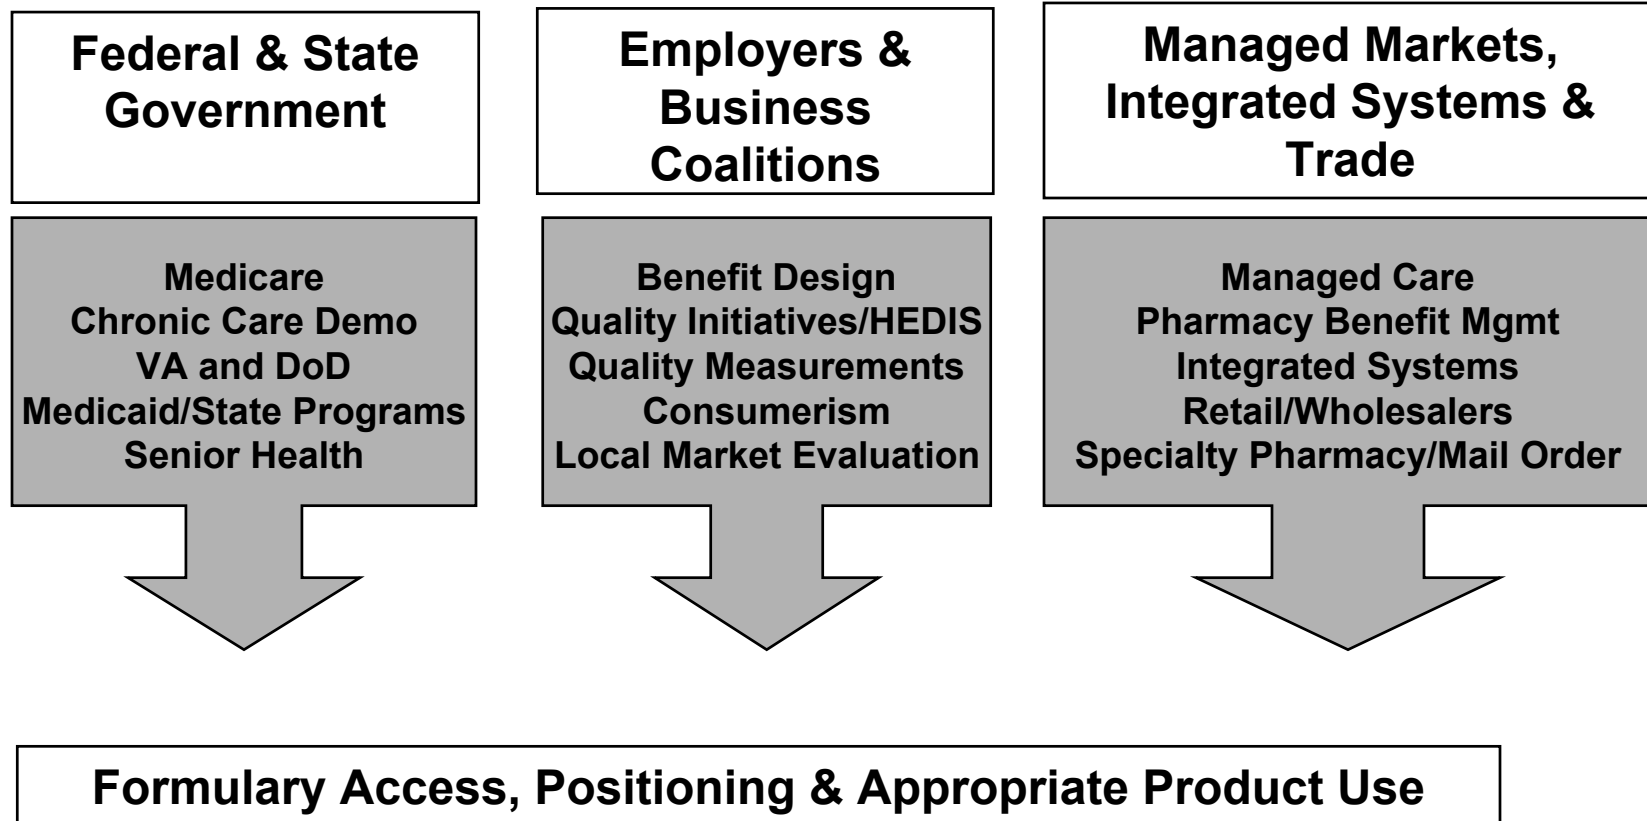 Federal & State
Government
Employers &
Business
Coalitions
Managed Markets,
Integrated Systems &
Trade
Medicare
Chronic Care Demo
VA and DoD
Medicaid/State Programs
Senior Health
Benefit Design
Quality Initiatives/HEDIS
Quality Measurements
Consumerism
Local Market Evaluation
Managed Care
Pharmacy Benefit Mgmt
Integrated Systems
Retail/Wholesalers
Specialty Pharmacy/Mail Order
Formulary Access, Positioning & Appropriate Product Use